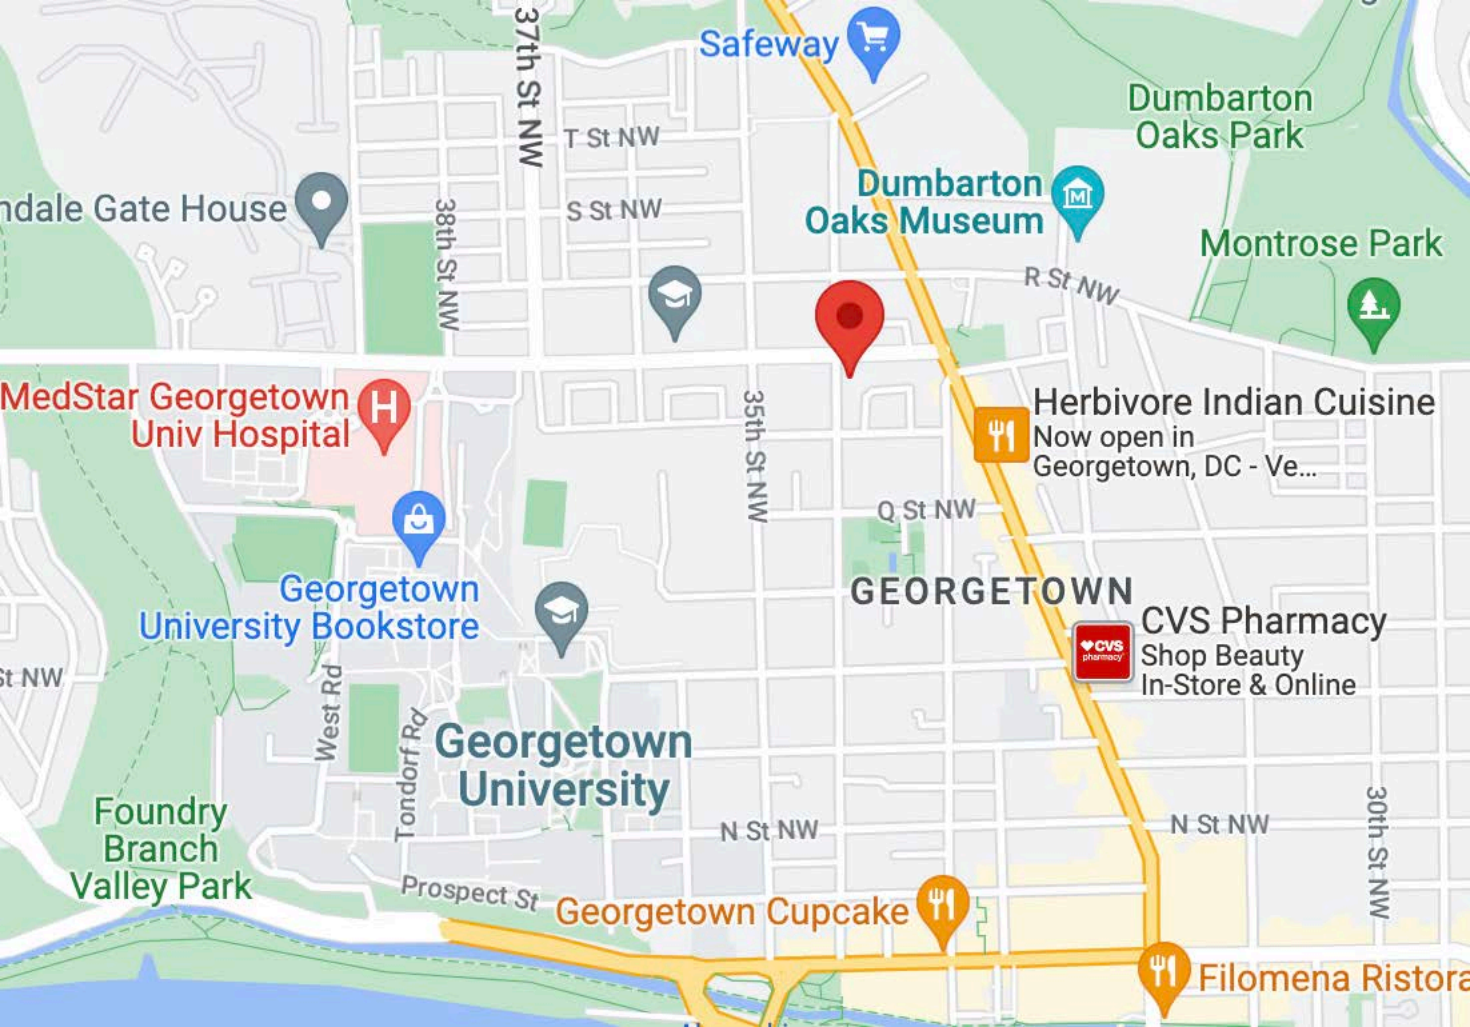 37th St NW
Safeway
Dumbarton
Oaks Park
T St NW
Dumbarton
Oaks Museum
ndale Gate House
38th St NW
S St NW
Montrose Park
R St NW
MedStar Georgetown
Univ Hospital
H
35th St NW
Herbivore Indian Cuisine
Now open in
Georgetown, DC - Ve...
Q St NW
Georgetown
University Bookstore
GEORGETOWN
CVS
pharmacy
CVS Pharmacy
Shop Beauty
In-Store & Online
St NW
West Rd
Tondorf Rd
Georgetown
University
Foundry
Branch
Valley Park
N St NW
N St NW
30th St NW
Prospect St
Georgetown Cupcake
Filomena Ristora